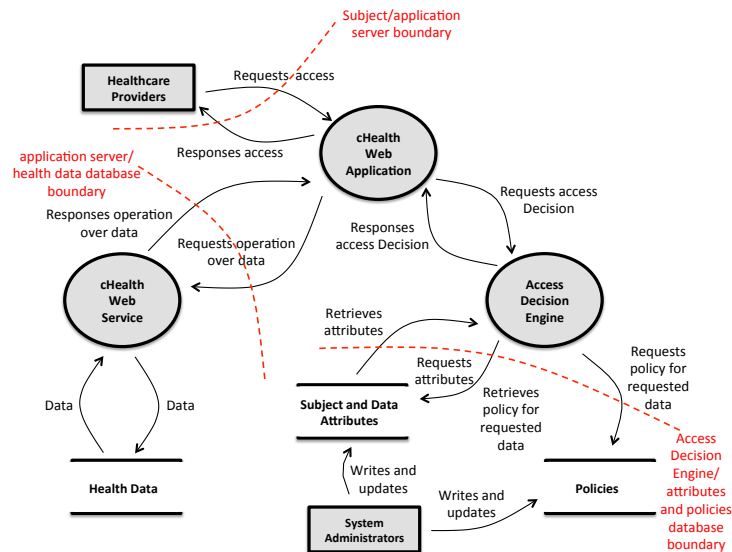 Subject/application
server boundary
Healthcare
Providers
Requests access
Responses access
cHealth
Web
Application
application server/
health data database
boundary
Responses operation
over data
Requests operation
over data
Requests access
Decision
Responses
access Decision
cHealth
Web
Service
Access
Decision
Engine
Retrieves
attributes
Requests
attributes
Requests
policy for
requested
data
Retrieves
policy for
requested
data
Data
Data
Subject and Data
Attributes
Access
Decision
Engine/
attributes
and policies
database
boundary
Health Data
Writes and
updates
Policies
Writes and
updates
System
Administrators